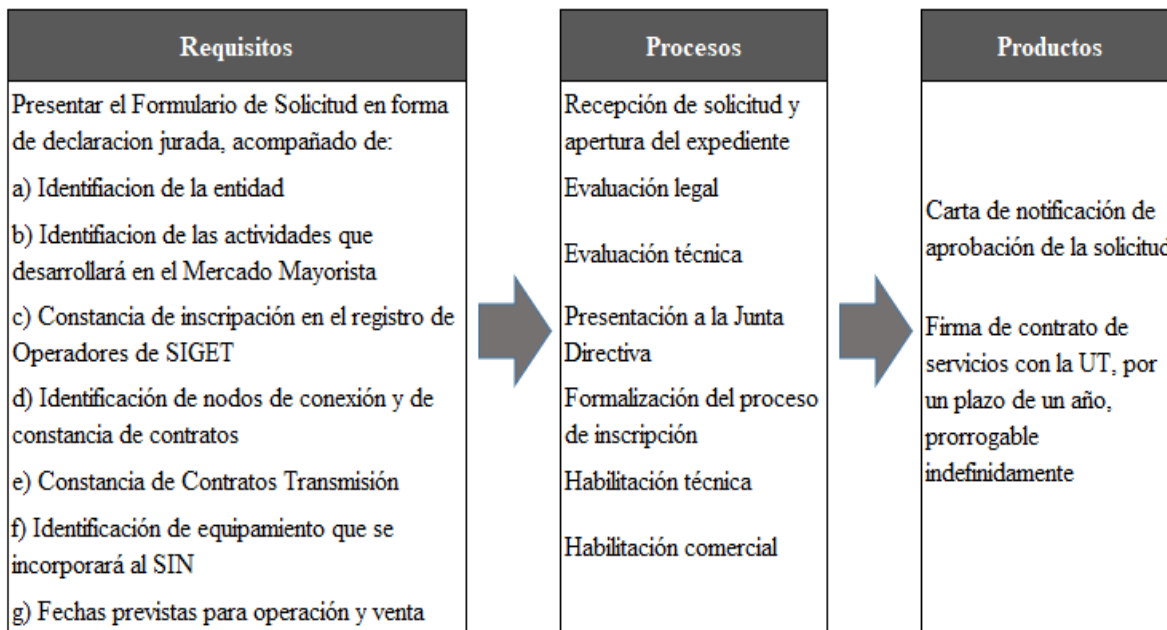 Requisitos
Presentar el Formulario de Solicitud en forma
de declaracion jurada, acompañado de:
a) Identifiacion de la entidad
b) Identifiacion de las actividades que
desarrollará en el Mercado Mayorista
c) Constancia de inscripación en el registro de
Operadores de SIGET
d) Identificación de nodos de conexión y de
constancia de contratos
e) Constancia de Contratos Transmisión
f) Identificación de equipamiento que se
incorporará al SIN
g) Fechas previstas para operación y venta
Procesos
Recepción de solicitud y
apertura del expediente
Evaluación legal
Evaluación técnica
Presentación a la Junta
Directiva
Formalización del proceso
de inscripción
Habilitación técnica
Habilitación comercial
Productos
Carta de notificación de
aprobación de la solicitud
Firma de contrato de
servicios con la UT, por
un plazo de un año,
prorrogable
indefinidamente